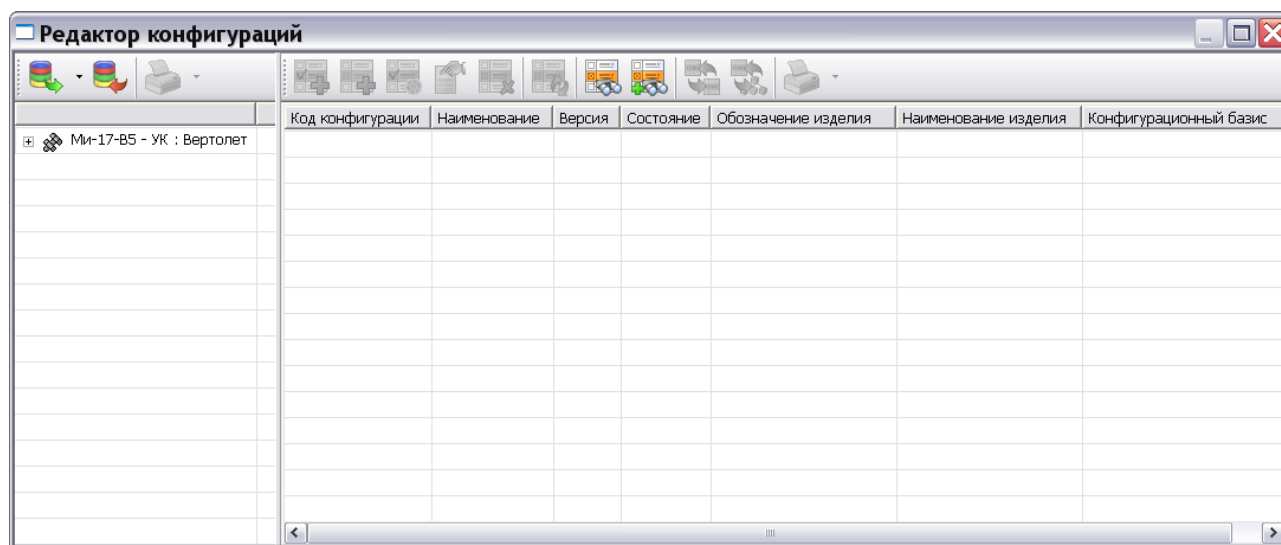 Редактор конфигураций
Код конфигурации Наименование Версия Состояние Обозначение изделия Наименование изделия Конфигурационный базис
Ми-17-В5 - УК : Вертолет